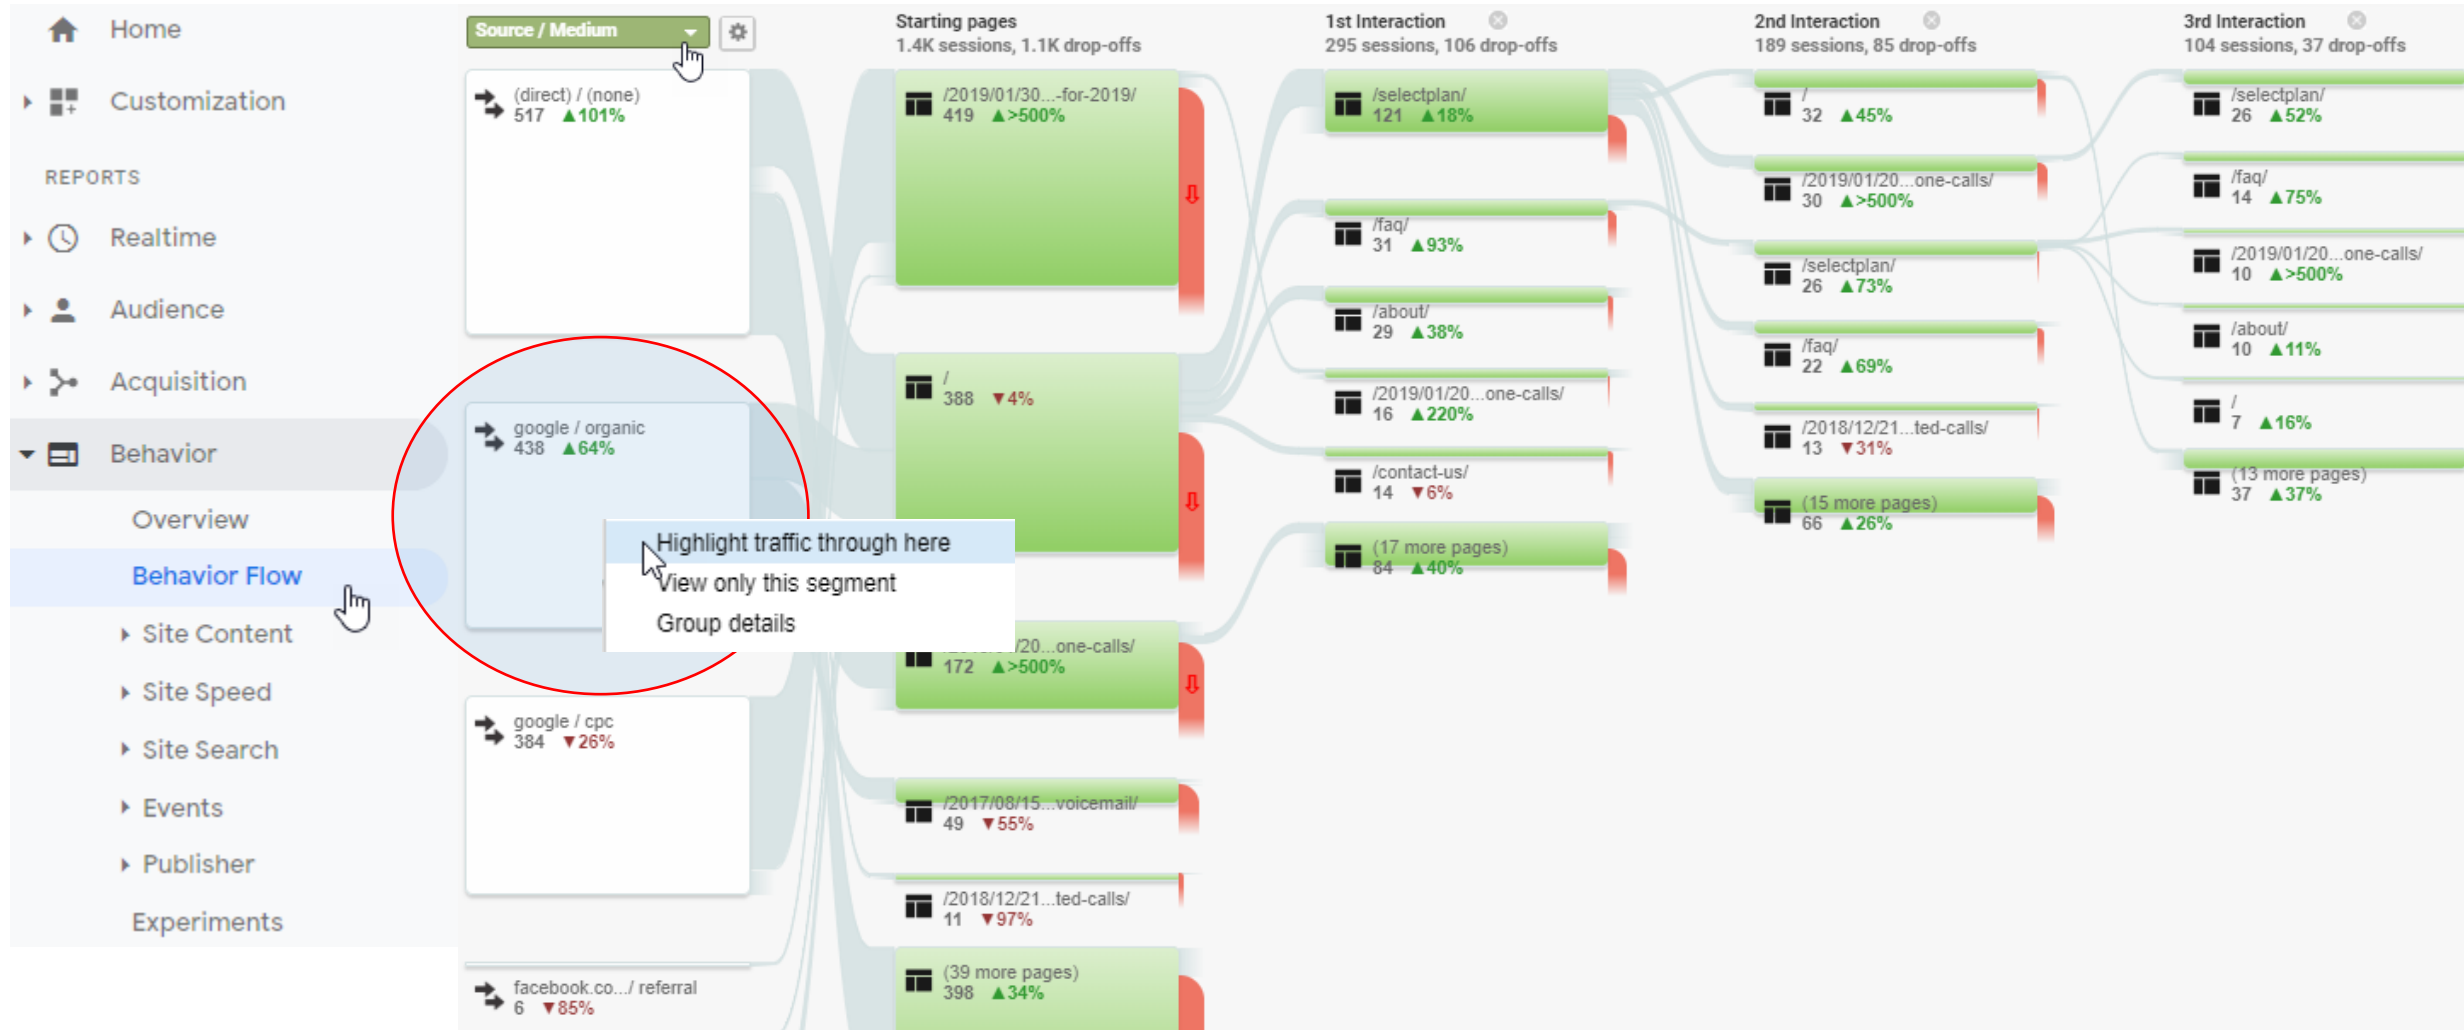 Home
Customization
REPORTS
Realtime
Audience
Acquisition
Behavior
Overview
Behavior Flow
Site Content
Site Speed
Site Search
Events
Publisher
Experiments
Source / Medium
(direct) / (none)
517 ▲101%
google / organic
438 ▲64%
Highlight traffic through here
View only this segment
Group details
google / cpc
384 ▼26%
facebook.co.../ referral
6 ▼85%
Starting pages
1.4K sessions, 1.1K drop-offs
/2019/01/30...-for-2019/
419 ▲>500%
/
388 ▼4%
/20...one-calls/
172 ▲>500%
/2017/08/15...voicemail/
49 ▼55%
/2018/12/21...ted-calls/
11 ▼97%
(39 more pages)
398 ▲34%
1st Interaction
295 sessions, 106 drop-offs
/selectplan/
121 ▲18%
/faq/
31 ▲93%
/about/
29 ▲38%
/2019/01/20...one-calls/
16 ▲220%
/contact-us/
14 ▼6%
(17 more pages)
84 ▲40%
2nd Interaction
189 sessions, 85 drop-offs
/
32 ▲45%
/2019/01/20...one-calls/
30 ▲>500%
/selectplan/
26 ▲73%
/faq/
22 ▲69%
/2018/12/21...ted-calls/
13 ▼31%
(15 more pages)
66 ▲26%
3rd Interaction
104 sessions, 37 drop-offs
/selectplan/
26 ▲52%
/faq/
14 ▲75%
/2019/01/20...one-calls/
10 ▲>500%
/about/
10 ▲11%
/
7 ▲16%
(13 more pages)
37 ▲37%